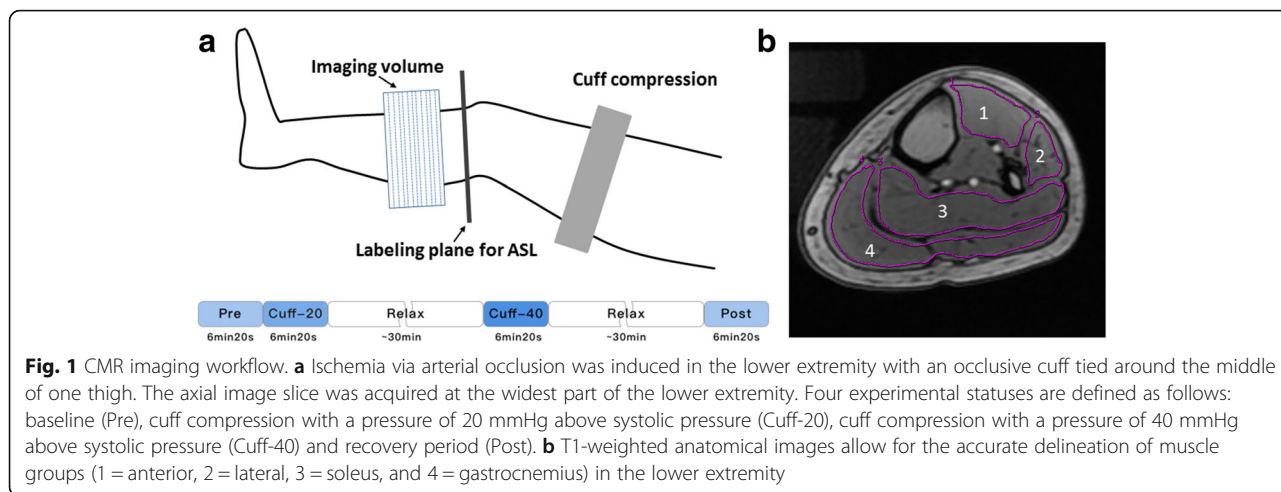 a
Imaging volume
Cuff compression
Labeling plane for ASL
Pre Cuff-20 Relax Cuff-40 Relax Post
6min20s 6min20s ~30min 6min20s ~30min 6min20s
b
1
2
3
4
Fig. 1 CMR imaging workflow. a Ischemia via arterial occlusion was induced in the lower extremity with an occlusive cuff tied around the middle
of one thigh. The axial image slice was acquired at the widest part of the lower extremity. Four experimental statuses are defined as follows:
baseline (Pre), cuff compression with a pressure of 20 mmHg above systolic pressure (Cuff-20), cuff compression with a pressure of 40 mmHg
above systolic pressure (Cuff-40) and recovery period (Post). b T1-weighted anatomical images allow for the accurate delineation of muscle
groups (1 = anterior, 2 = lateral, 3 = soleus, and 4 = gastrocnemius) in the lower extremity